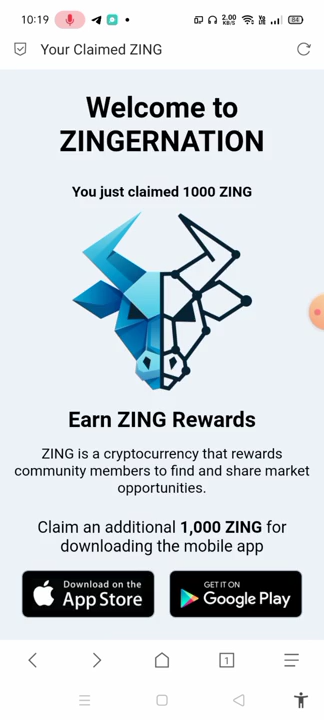 10:19 2.00 KB/S Vo LTE 84
Your Claimed ZING
Welcome to
ZINGERNATION
You just claimed 1000 ZING
Earn ZING Rewards
ZING is a cryptocurrency that rewards
community members to find and share market
opportunities.
Claim an additional 1,000 ZING for
downloading the mobile app
Download on the
App Store
GET IT ON
Google Play
1